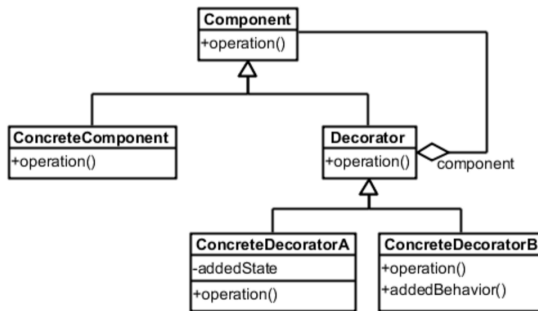 Component
+operation()
ConcreteComponent
+operation()
Decorator
+operation()
component
ConcreteDecoratorA
-addedState
+operation()
ConcreteDecoratorB
+operation()
+addedBehavior()